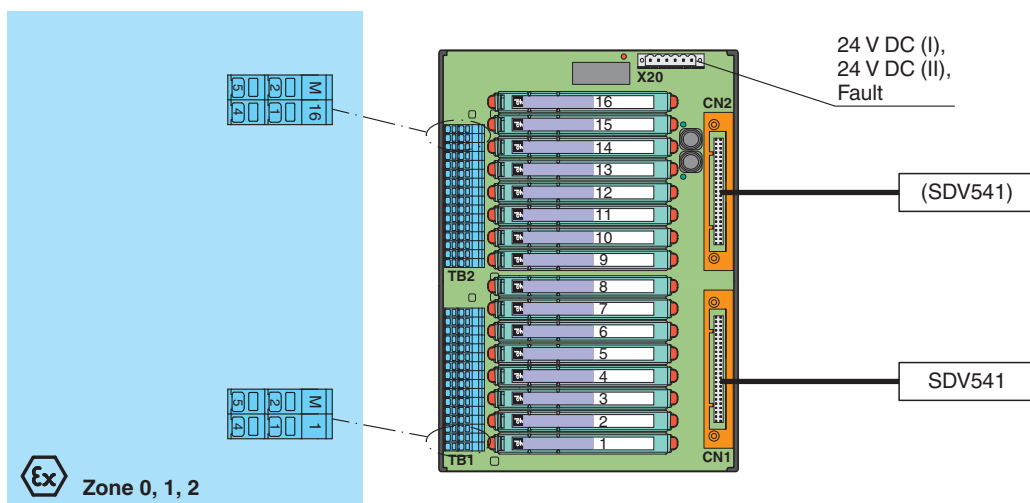 24 V DC (I),
24 V DC (II),
Fault
X20
CN2
5 2 M
4 1 16
16
15
14
13
12
11
10
9
(SDV541)
TB2
8
7
6
5
4
3
2
1
SDV541
5 2 M
4 1 1
TB1
CN1
Ex Zone 0, 1, 2